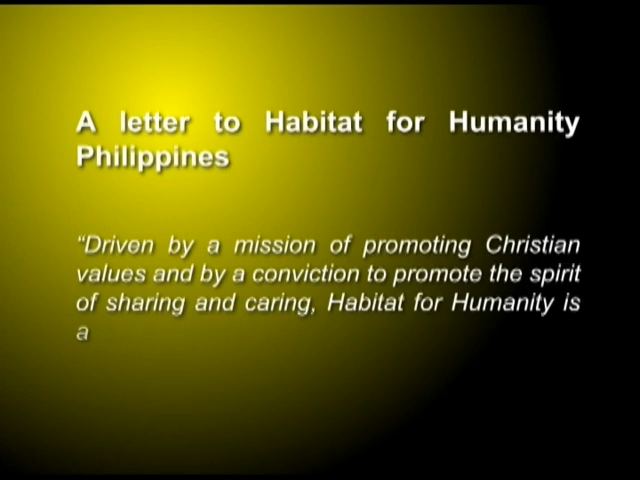 A letter to Habitat for Humanity
Philippines
“Driven by a mission of promoting Christian
values and by a conviction to promote the spirit
of sharing and caring, Habitat for Humanity is
a